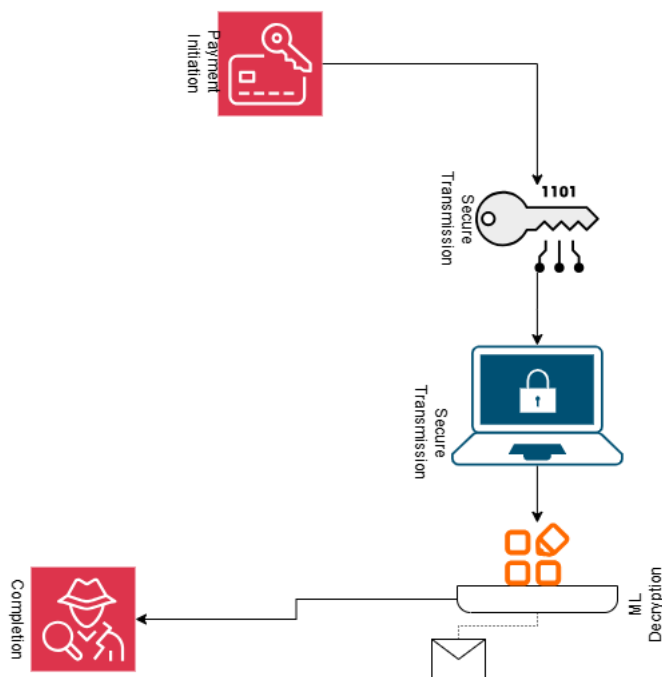 Payment
Initiation
1101
Secure
Transmission
Secure
Transmission
ML
Decryption
Completion